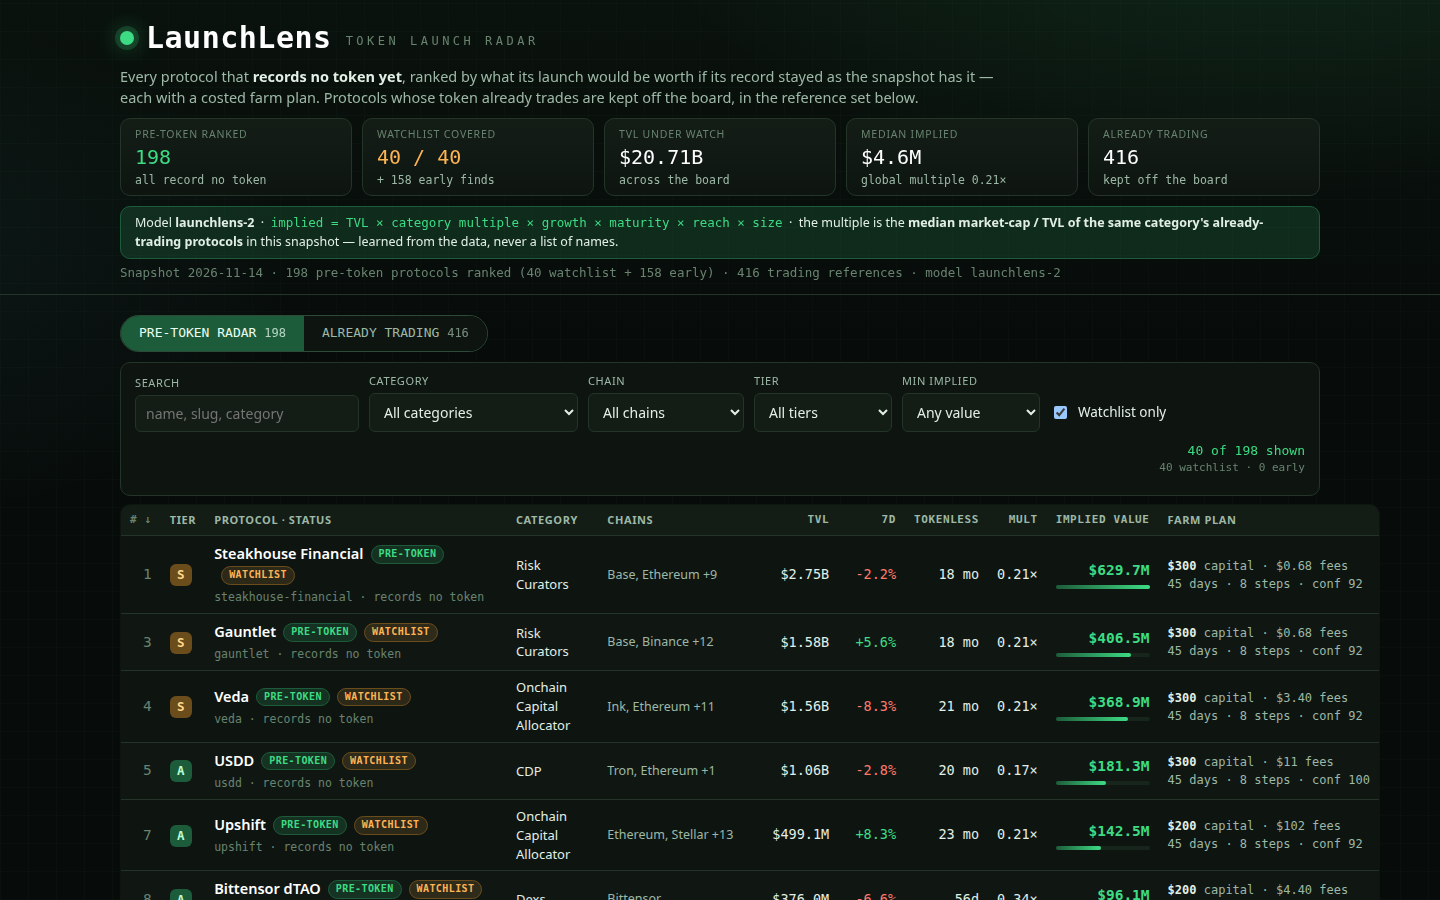 LaunchLens TOKEN LAUNCH RADAR
Every protocol that records no token yet, ranked by what its launch would be worth if its record stayed as the snapshot has it —
each with a costed farm plan. Protocols whose token already trades are kept off the board, in the reference set below.
PRE-TOKEN RANKED
198
all record no token
WATCHLIST COVERED
40 / 40
+ 158 early finds
TVL UNDER WATCH
$20.71B
across the board
MEDIAN IMPLIED
$4.6M
global multiple 0.21×
ALREADY TRADING
416
kept off the board
Model launchlens-2 · implied = TVL × category multiple × growth × maturity × reach × size · the multiple is the median market-cap / TVL of the same category's already-
trading protocols in this snapshot — learned from the data, never a list of names.
Snapshot 2026-11-14 · 198 pre-token protocols ranked (40 watchlist + 158 early) · 416 trading references · model launchlens-2
PRE-TOKEN RADAR 198 ALREADY TRADING 416
SEARCH CATEGORY CHAIN TIER MIN IMPLIED
name, slug, category All categories All chains All tiers Any value Watchlist only
40 of 198 shown
40 watchlist · 0 early
# ↓ TIER PROTOCOL · STATUS CATEGORY CHAINS TVL 7D TOKENLESS MULT IMPLIED VALUE FARM PLAN
1 S Steakhouse Financial PRE-TOKEN
WATCHLIST
steakhouse-financial · records no token
Risk
Curators
Base, Ethereum +9 $2.75B -2.2% 18 mo 0.21× $629.7M
$300 capital · $0.68 fees
45 days · 8 steps · conf 92
3 S Gauntlet PRE-TOKEN WATCHLIST
gauntlet · records no token
Risk
Curators
Base, Binance +12 $1.58B +5.6% 18 mo 0.21× $406.5M
$300 capital · $0.68 fees
45 days · 8 steps · conf 92
4 S Veda PRE-TOKEN WATCHLIST
veda · records no token
Onchain
Capital
Allocator
Ink, Ethereum +11 $1.56B -8.3% 21 mo 0.21× $368.9M
$300 capital · $3.40 fees
45 days · 8 steps · conf 92
5 A USDD PRE-TOKEN WATCHLIST
usdd · records no token
CDP Tron, Ethereum +1 $1.06B -2.8% 20 mo 0.17× $181.3M
$300 capital · $11 fees
45 days · 8 steps · conf 100
7 A Upshift PRE-TOKEN WATCHLIST
upshift · records no token
Onchain
Capital
Allocator
Ethereum, Stellar +13 $499.1M +8.3% 23 mo 0.21× $142.5M
$200 capital · $102 fees
45 days · 8 steps · conf 92
8 A Bittensor dTAO PRE-TOKEN WATCHLIST
Dexs Bittensor $376.0M -6.6% 56d 0.34× $96.1M
$200 capital · $4.40 fees